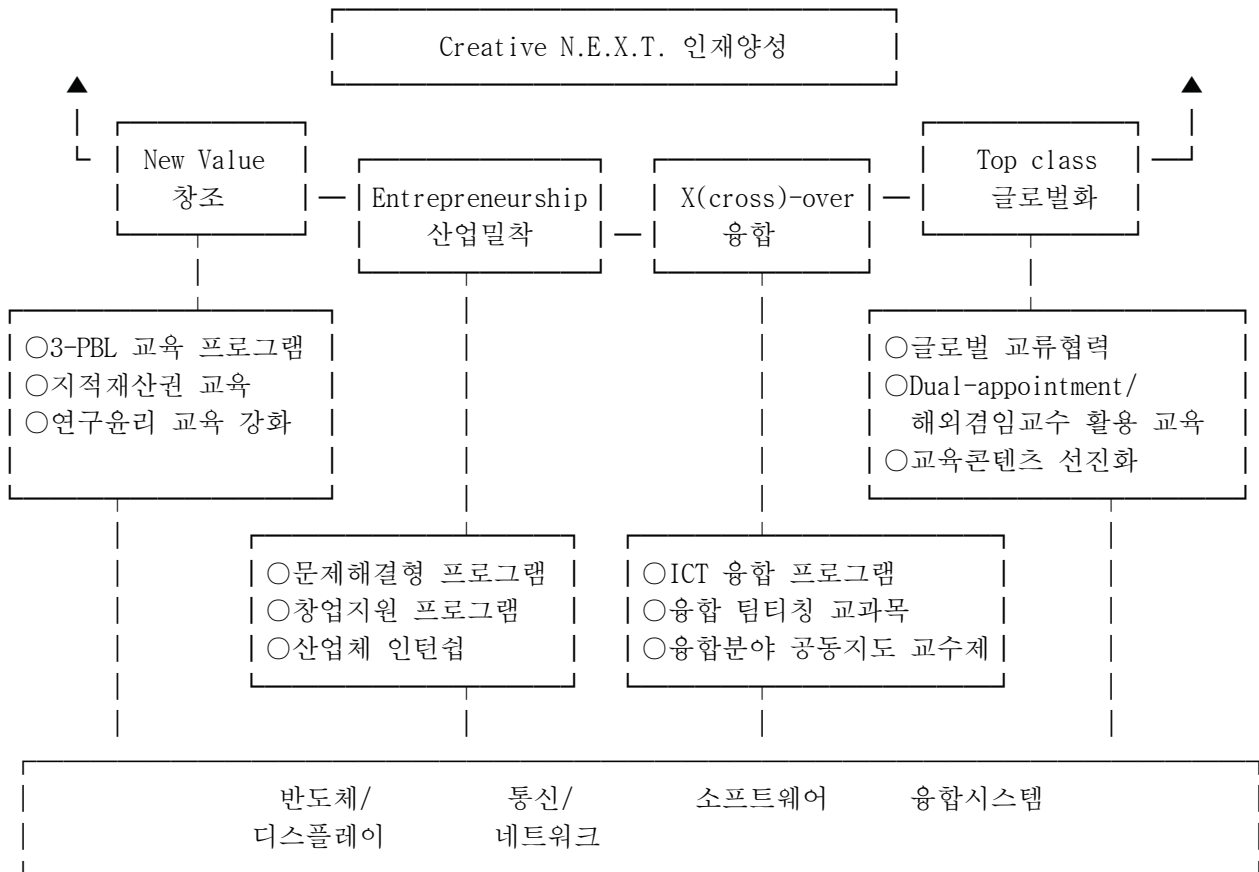 Creative N.E.X.T. 인재양성
New Value
창조
Entrepreneurship
산업밀착
X(cross)-over
융합
Top class
글로벌화
○3-PBL 교육 프로그램
○지적재산권 교육
○연구윤리 교육 강화
○글로벌 교류협력
○Dual-appointment/
해외겸임교수 활용 교육
○교육콘텐츠 선진화
○문제해결형 프로그램
○창업지원 프로그램
○산업체 인턴쉽
○ICT 융합 프로그램
○융합 팀티칭 교과목
○융합분야 공동지도 교수제
반도체/
디스플레이
통신/
네트워크
소프트웨어
융합시스템